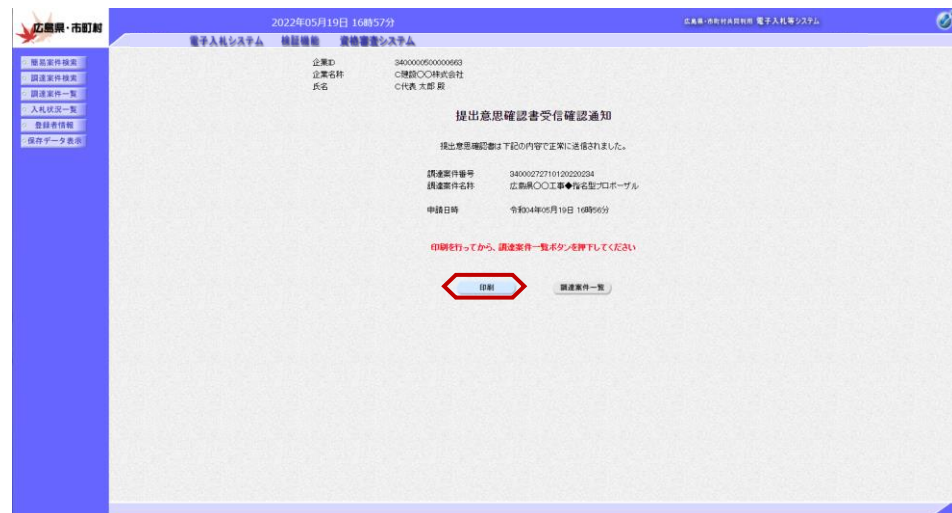 広島県・市町村
2022年05月19日 16時57分
広島県・市町村共同利用 電子入札等システム
電子入札システム 検証機能 資格審査システム
簡易案件検索
調達案件検索
調達案件一覧
入札状況一覧
登録者情報
保存データ表示
企業ID 3400000500000663
企業名称 C建設〇〇株式会社
氏名 C代表 太郎 殿
提出意思確認書受信確認通知
提出意思確認書は下記の内容で正常に送信されました。
調達案件番号 34000272710120220234
調達案件名称 広島県〇〇工事◆指名型プロポーザル
申請日時 令和04年05月19日 16時56分
印刷を行ってから、調達案件一覧ボタンを押下してください
印刷 調達案件一覧